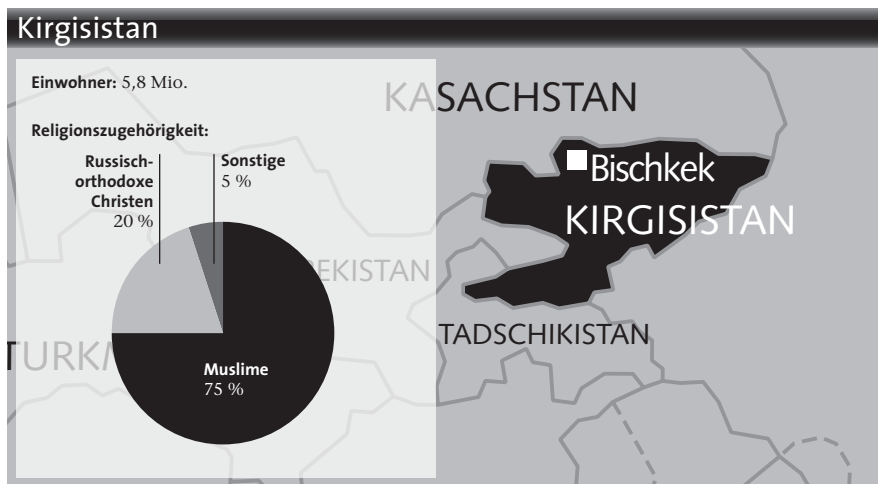 Kirgisistan
Einwohner: 5,8 Mio.
Religionszugehörigkeit:
Russisch-
orthodoxe
Christen
20 %
Sonstige
5 %
Muslime
75 %
KASACHSTAN
Bischkek
KIRGISISTAN
EKISTAN
TADSCHIKISTAN
TURKM